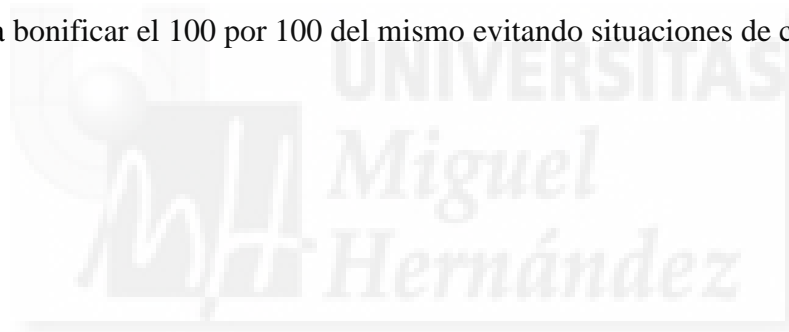 bonificar el 100 por 100 del mismo evitando situaciones de
UNIVERSITAS
Miguel
Hernández